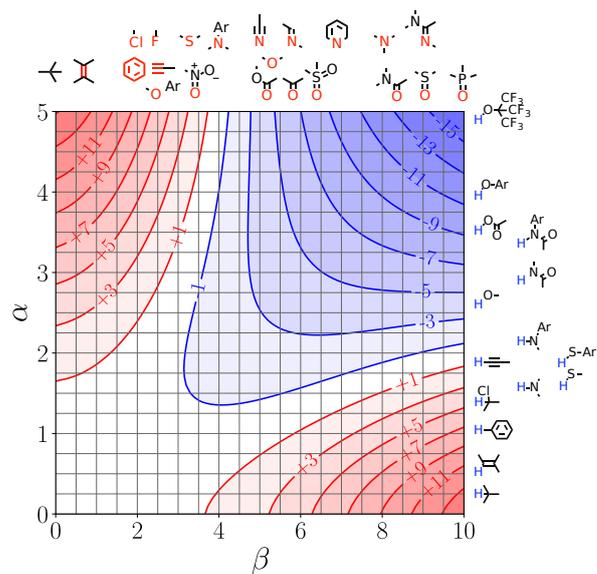 Ar
Cl F S N N N N N N N
O
O Ar N+ O− O O O S O N S P
O O O O O O O
5 +11 -15 H O CF3 CF3 CF3
+9 -13
4 -11 H O-Ar
+7 -9 H O O Ar H N O
+5 +1 -7
3 -1 -5 H N O
+3 H O
-3 Ar
α 2 H N H S-Ar
H H S
+1 Cl H H N
1 +5 H
+3 +7
+9 H
+11 H
0
0 2 4 6 8 10
β